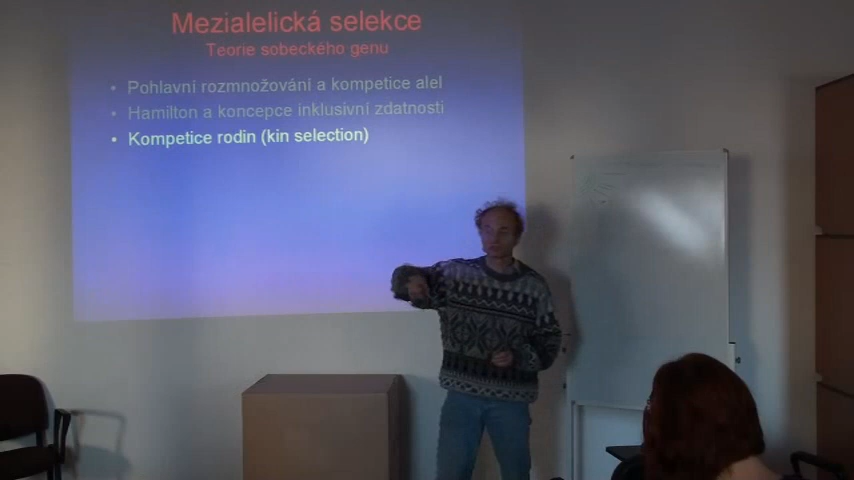 Mezialelická selekce
Teorie sobeckého genu
• Pohlavní rozmnožování a kompetice alel
• Hamilton a koncepce inklusivní zdatnosti
• Kompetice rodin (kin selection)